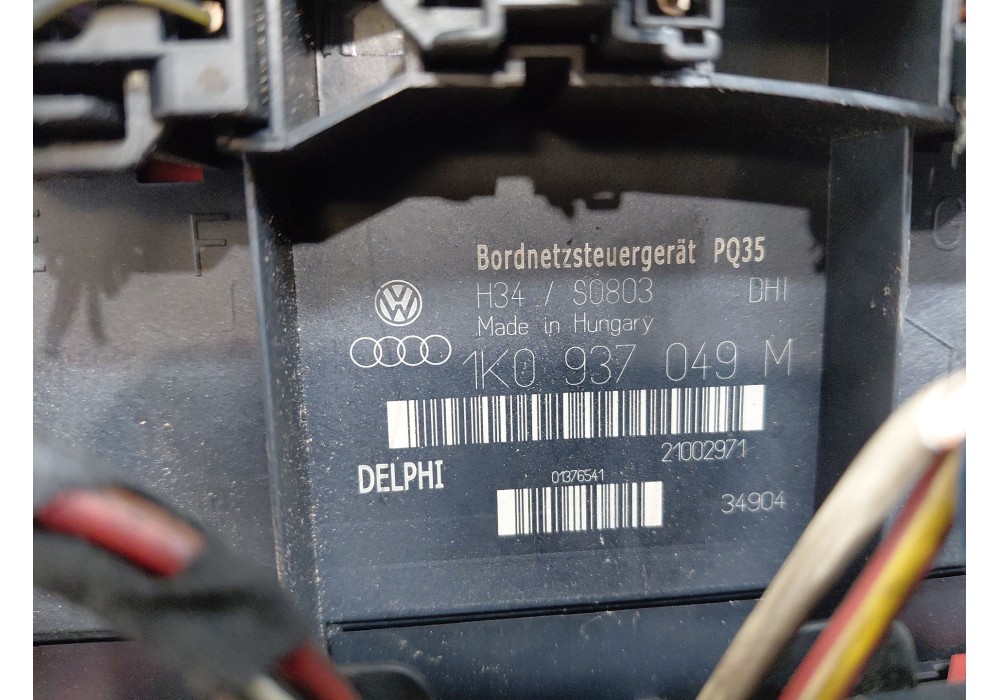 E F
C
Bordnetzsteuergerät PQ35
H34 / S0803 DHI
Made in Hungary
1K0 937 049 M
21002971
DELPHI
01376541
34904